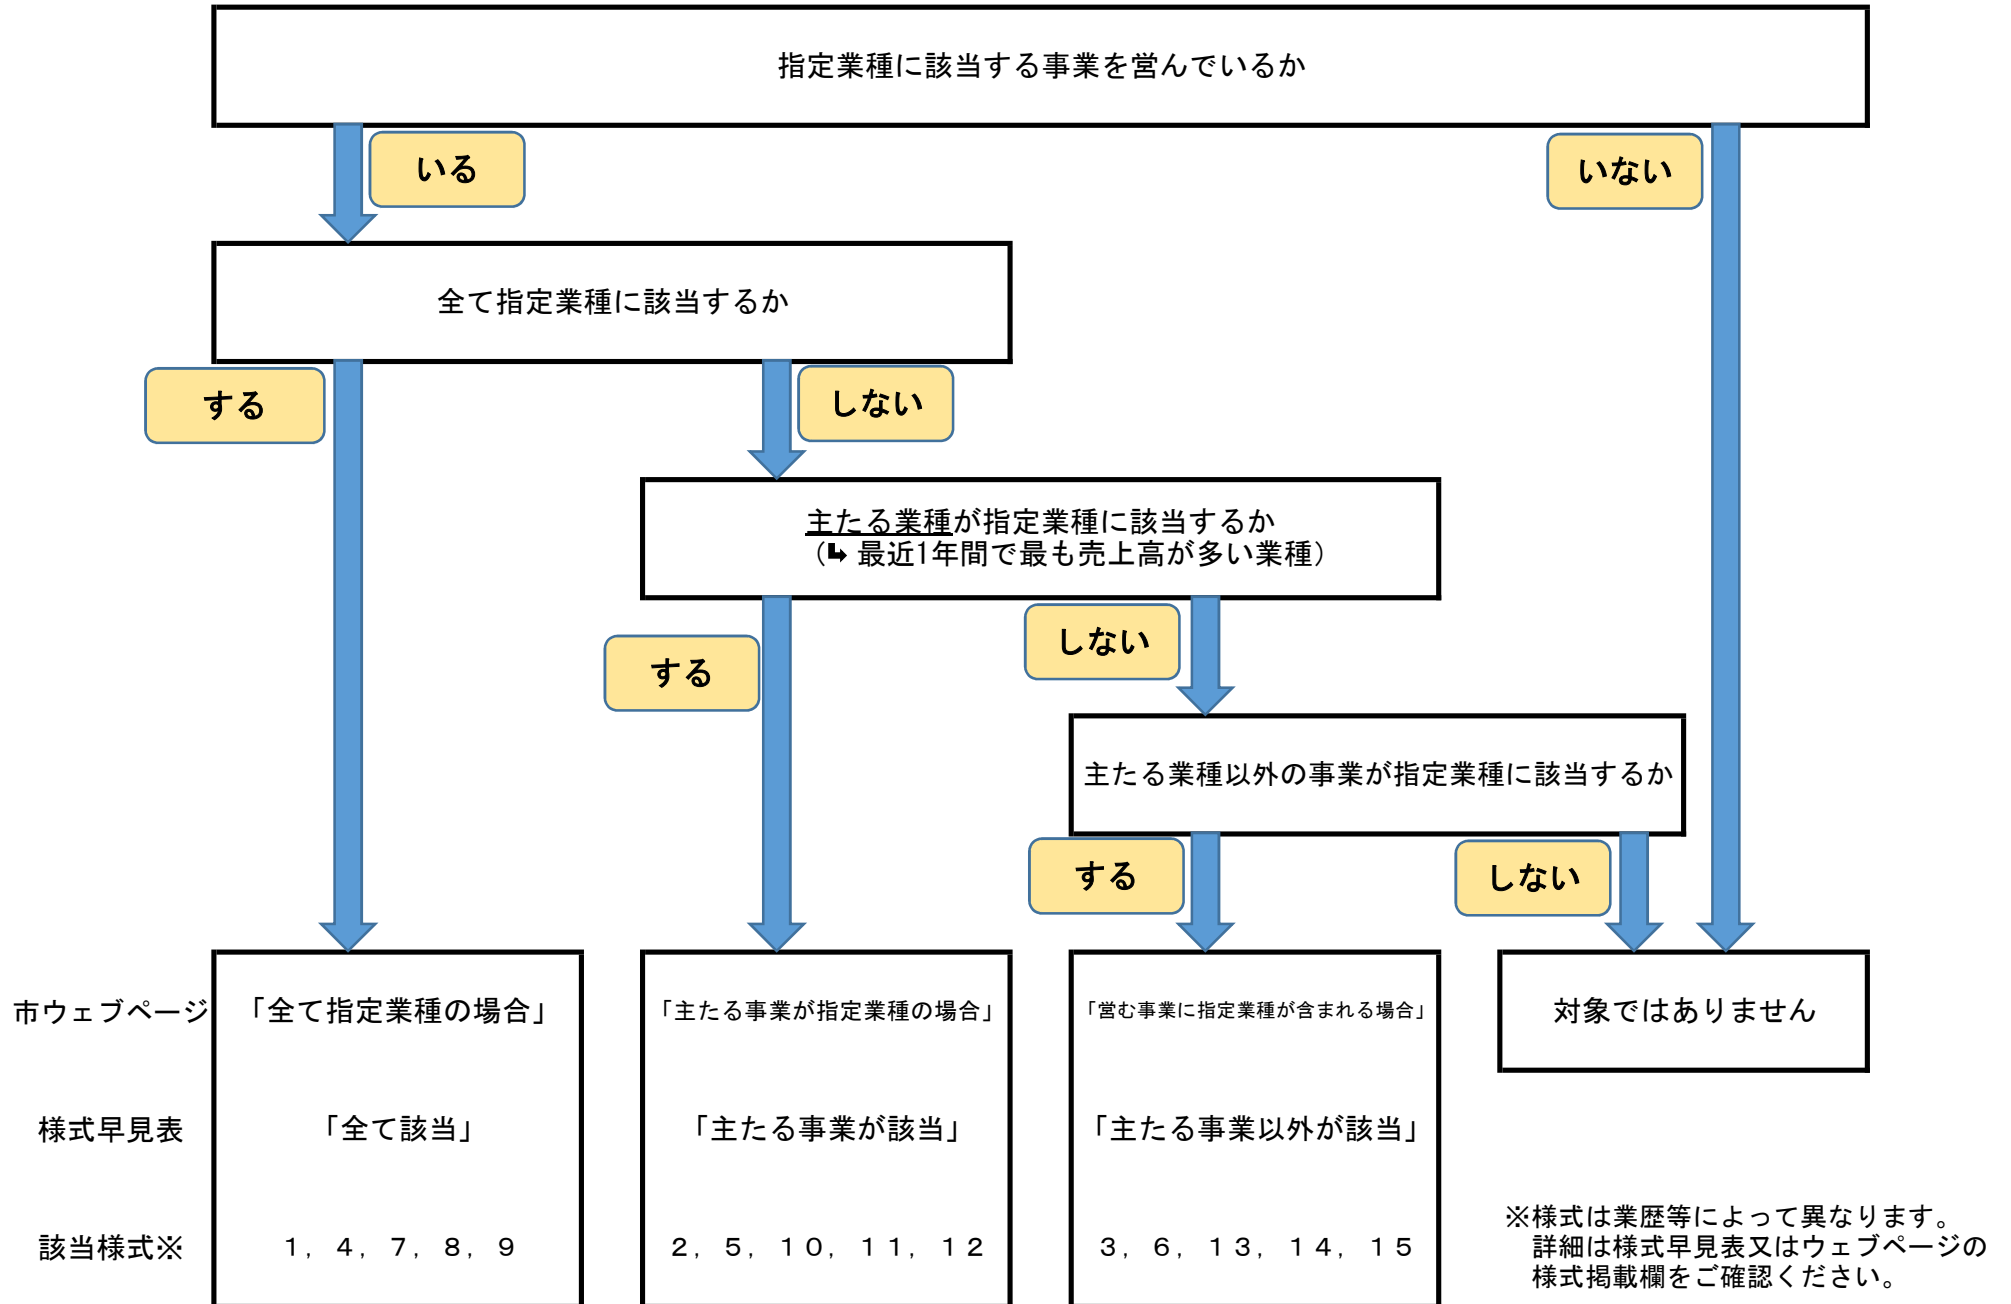 指定業種に該当する事業を営んでいるか
いる
いない
全て指定業種に該当するか
する
しない
主たる業種が指定業種に該当するか
（┗▶ 最近1年間で最も売上高が多い業種）
する
しない
主たる業種以外の事業が指定業種に該当するか
する
しない
市ウェブページ
「全て指定業種の場合」
「主たる事業が指定業種の場合」
「営む事業に指定業種が含まれる場合」
対象ではありません
様式早見表
「全て該当」
「主たる事業が該当」
「主たる事業以外が該当」
該当様式※
１，４，７，８，９
２，５，１０，１１，１２
３，６，１３，１４，１５
※様式は業歴等によって異なります。
詳細は様式早見表又はウェブページの
様式掲載欄をご確認ください。